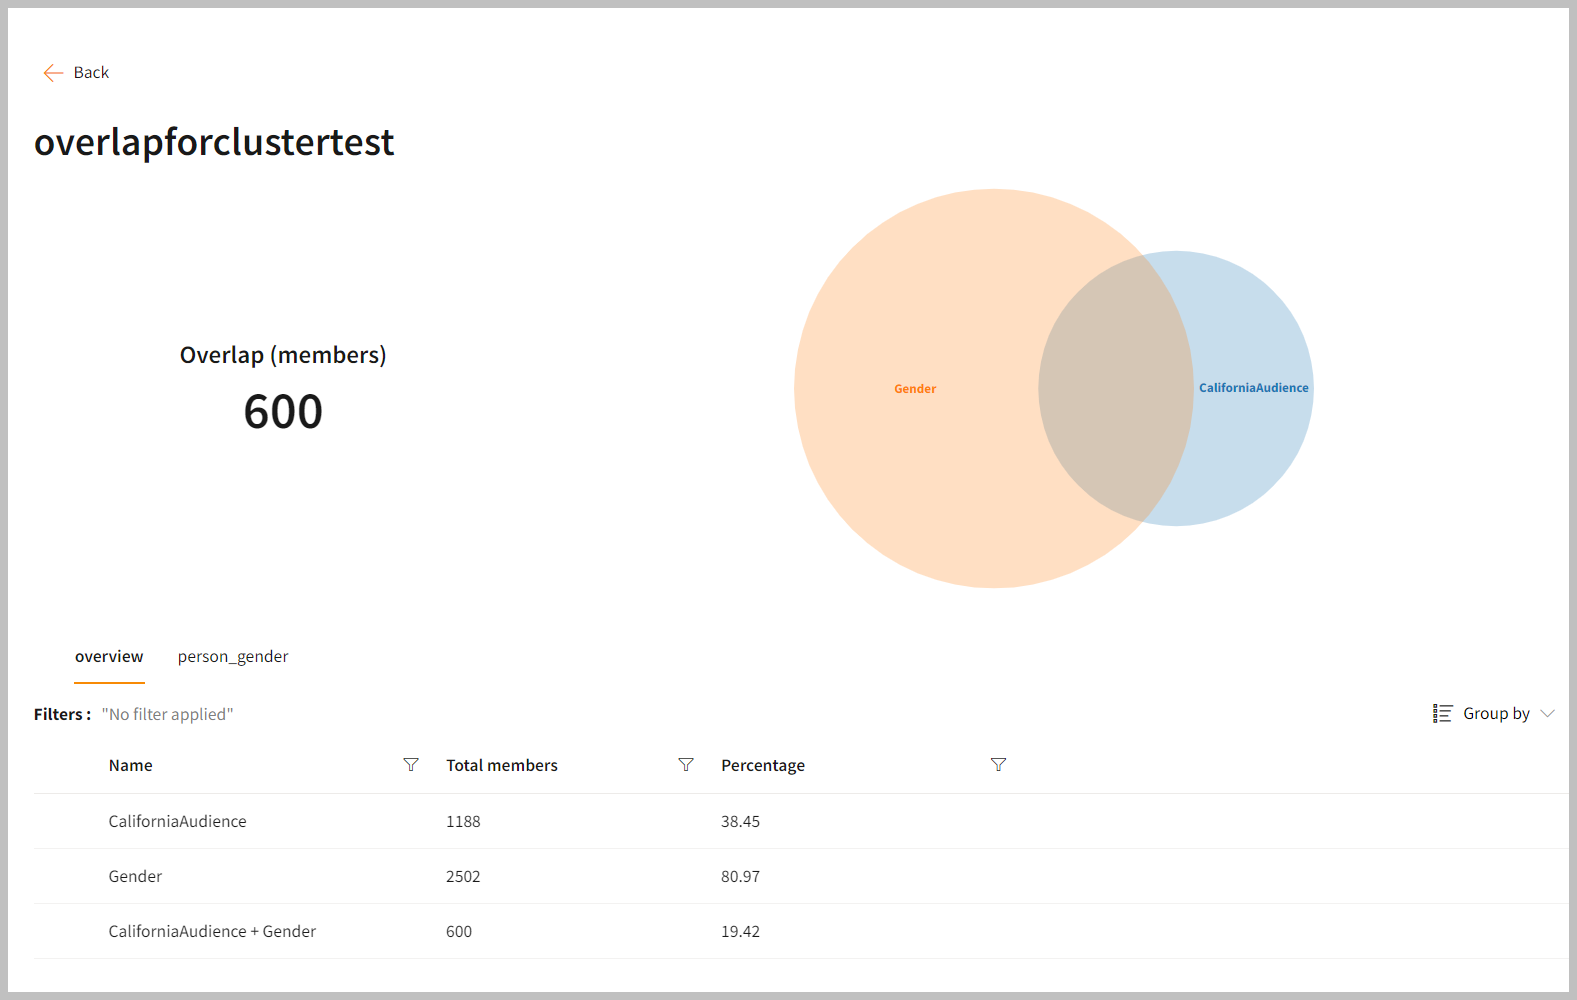 Back
overlapforclustertest
Overlap (members)
600
Gender
CaliforniaAudience
overview person_gender
Filters : "No filter applied" Group by
Name Total members Percentage
CaliforniaAudience 1188 38.45
Gender 2502 80.97
CaliforniaAudience + Gender 600 19.42